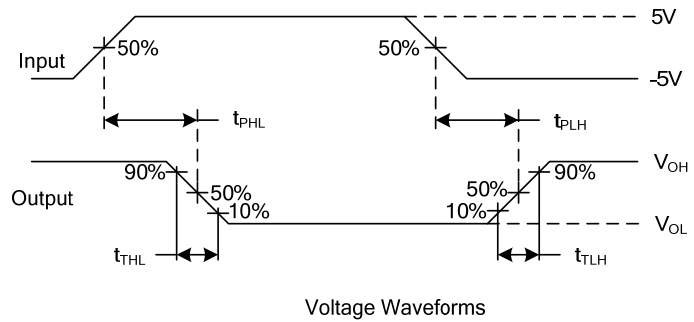 5V
50%
50%
Input
-5V
tPHL
tPLH
VOH
90%
90%
50%
50%
Output
10%
10%
VOL
tTHL
tTLH
Voltage Waveforms